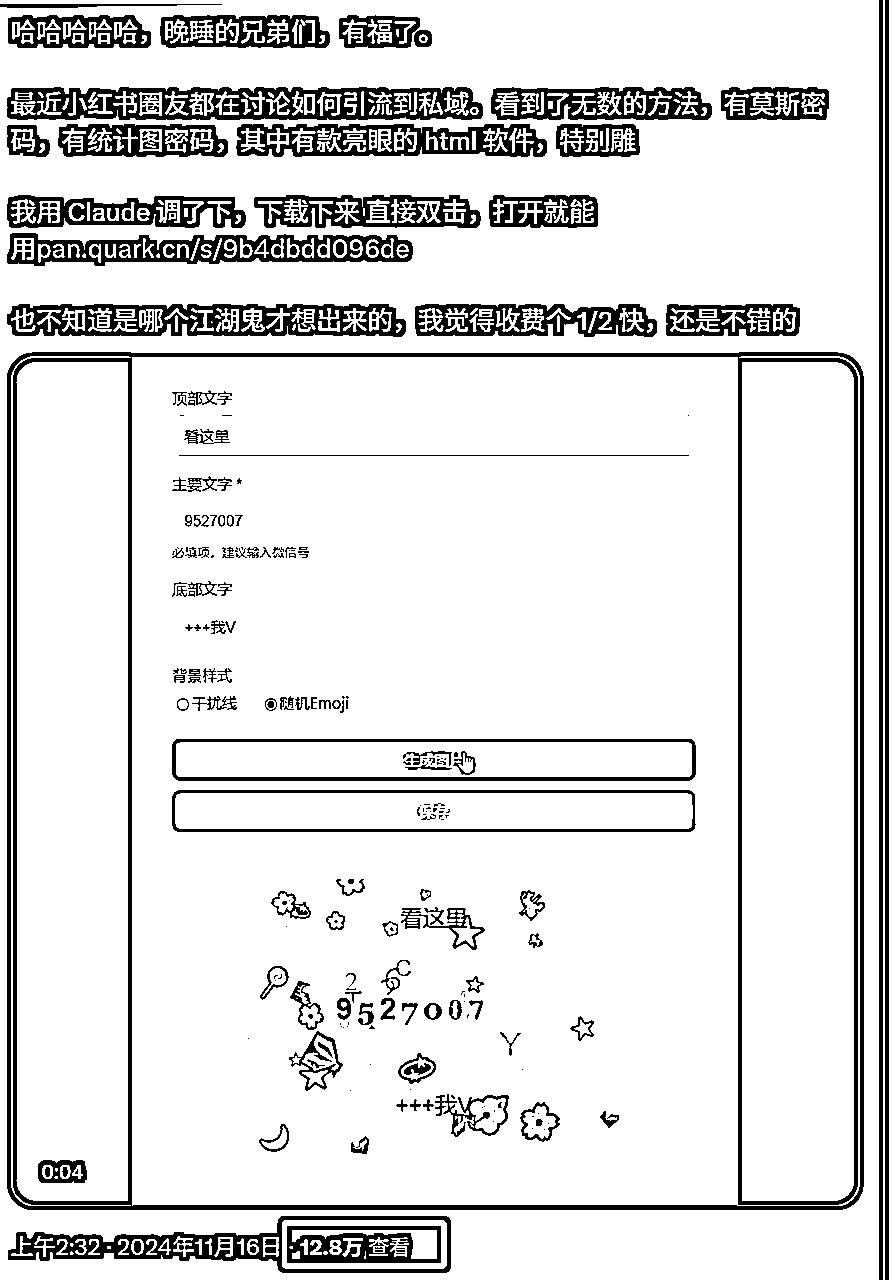 哈哈哈哈哈，晚睡的兄弟们，有福了。
最近小红书圈友都在讨论如何引流到私域。看到了无数的方法，有莫斯密
码，有统计图密码，其中有款亮眼的 html 软件，特别雕
我用 Claude 调了下，下载下来 直接双击，打开就能
用pan.quark.cn/s/9b4dbdd096de
也不知道是哪个江湖鬼才想出来的，我觉得收费个 1/2 快，还是不错的
顶部文字
看这里
主要文字 *
9527007
必填项，建议输入微信号
底部文字
+++我V
背景样式
干扰线 随机Emoji
生成图片
保存
看这里
2 C
9527007
Y
+++我V
0:04
上午2:32 · 2024年11月16日 · 12.8万 查看